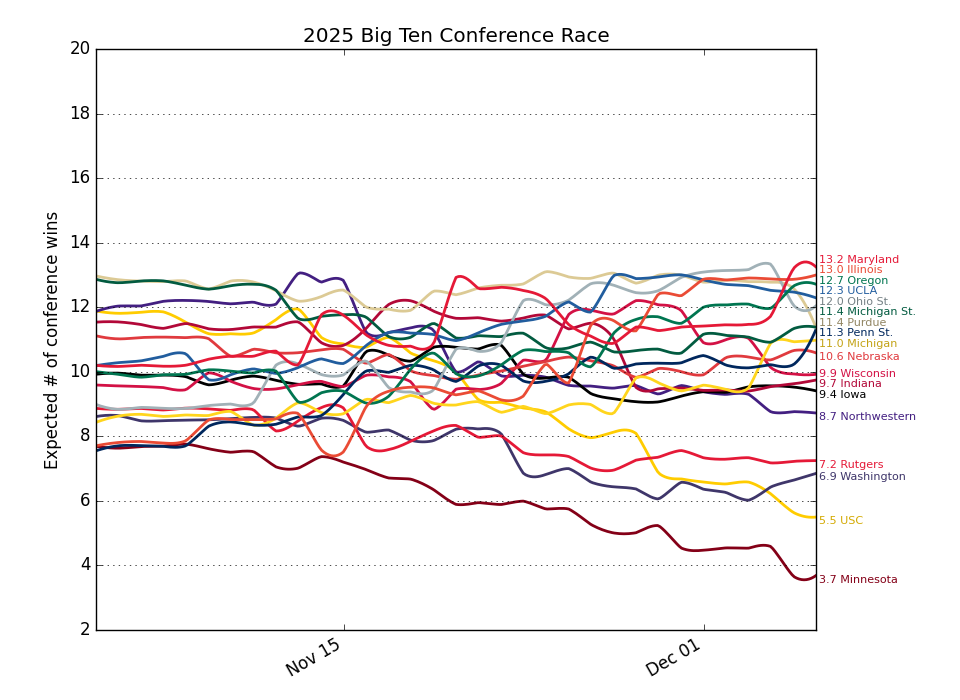 2025 Big Ten Conference Race
Expected # of conference wins
20
18
16
14
12
10
8
6
4
2
13.2 Maryland
13.0 Illinois
12.7 Oregon
12.3 UCLA
12.0 Ohio St.
11.4 Michigan St.
11.4 Purdue
11.3 Penn St.
11.0 Michigan
10.6 Nebraska
9.9 Wisconsin
9.7 Indiana
9.4 Iowa
8.7 Northwestern
7.2 Rutgers
6.9 Washington
5.5 USC
3.7 Minnesota
Nov 15
Dec 01